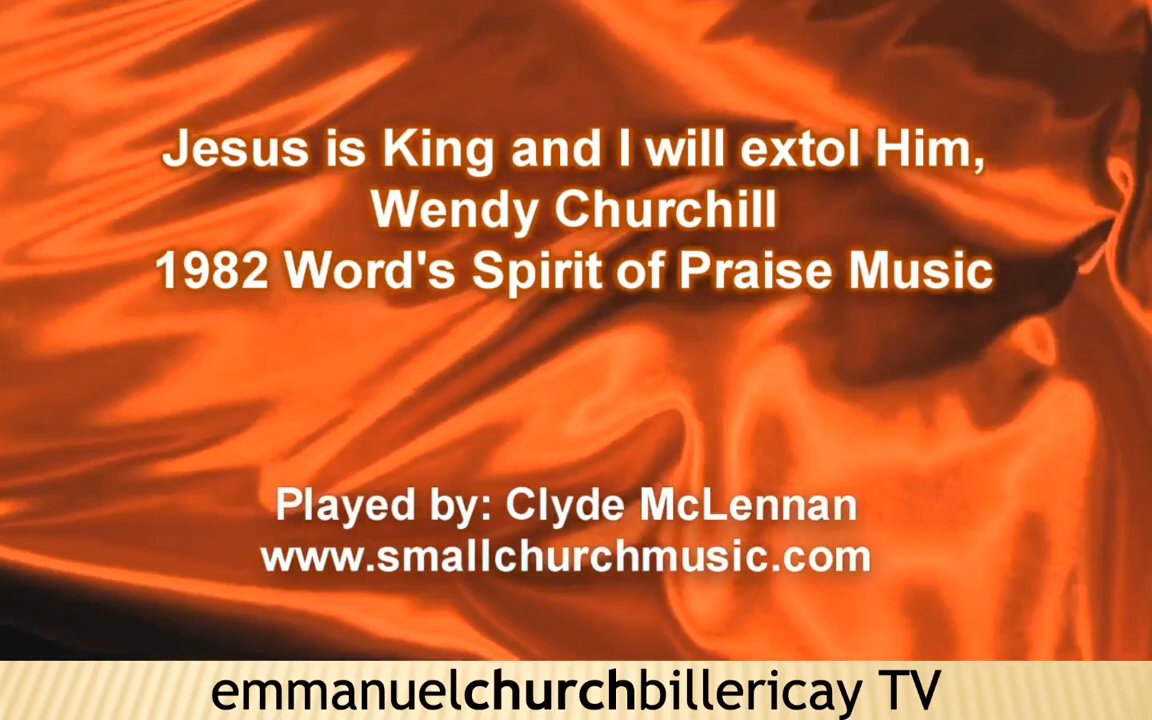 Jesus is King and I will extol Him,
Wendy Churchill
1982 Word's Spirit of Praise Music
Played by: Clyde McLennan
www.smallchurchmusic.com
emmanuelchurchbillericay TV